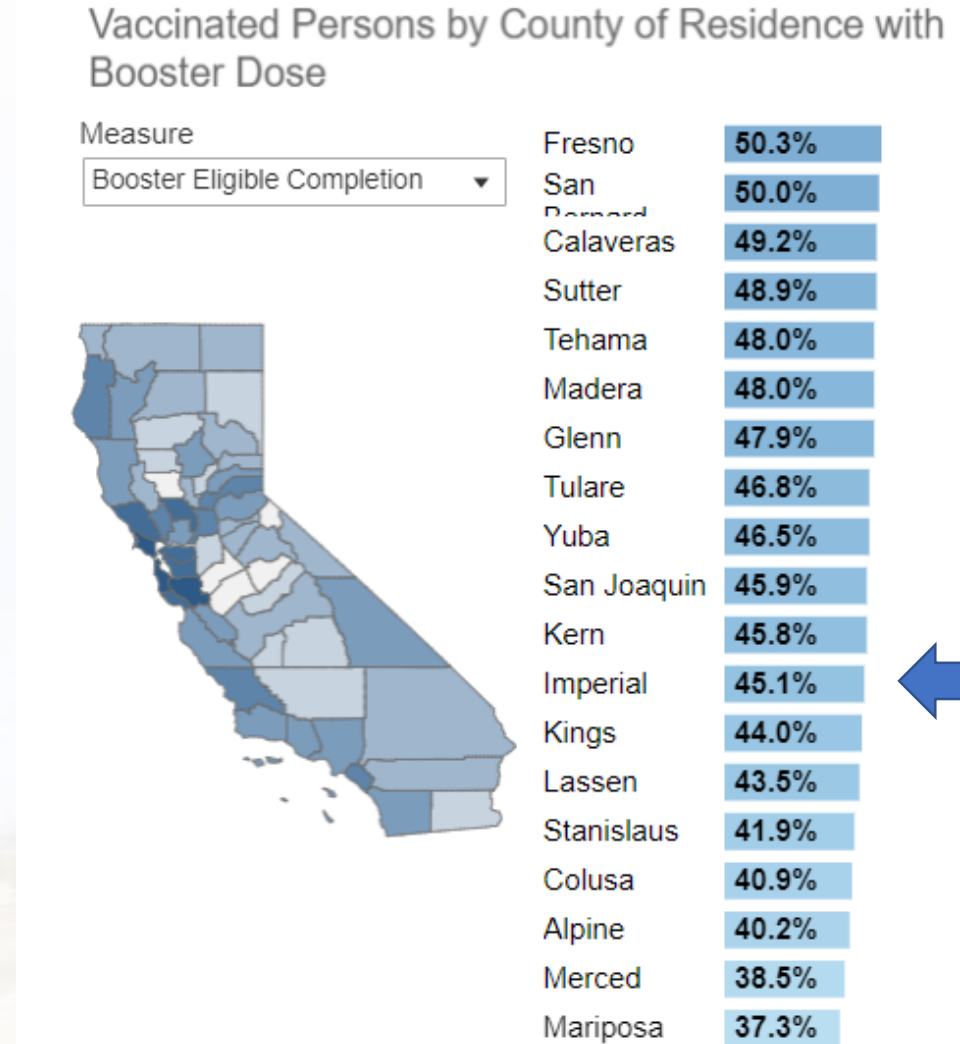 Vaccinated Persons by County of Residence with
Booster Dose
Measure
Booster Eligible Completion
Fresno 50.3%
San 50.0%
Calaveras 49.2%
Sutter 48.9%
Tehama 48.0%
Madera 48.0%
Glenn 47.9%
Tulare 46.8%
Yuba 46.5%
San Joaquin 45.9%
Kern 45.8%
Imperial 45.1%
Kings 44.0%
Lassen 43.5%
Stanislaus 41.9%
Colusa 40.9%
Alpine 40.2%
Merced 38.5%
Mariposa 37.3%